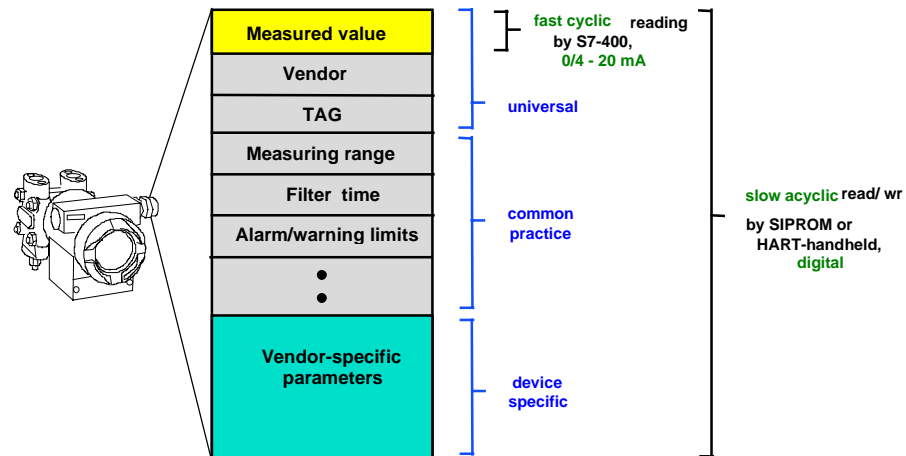 Measured value
Vendor
TAG
Measuring range
Filter time
Alarm/warning limits
Vendor-specific
parameters
fast cyclic reading
by S7-400,
0/4 - 20 mA
universal
common
practice
device
specific
slow acyclic read/ wr
by SIPROM or
HART-handheld,
digital